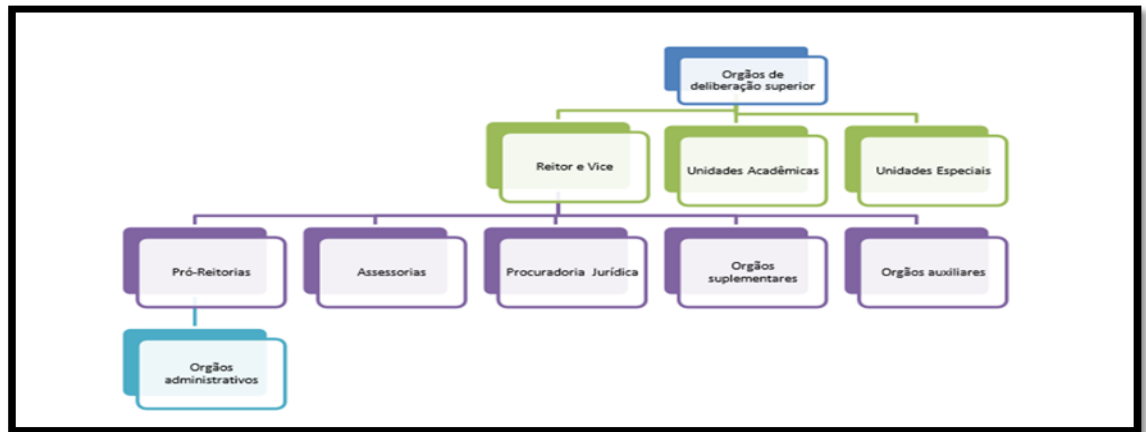 Orgãos de
deliberação superior
Reitor e Vice
Unidades Acadêmicas
Unidades Especiais
Pró-Reitorias
Assessorias
Procuradoria Jurídica
Orgãos
suplementares
Orgãos auxiliares
Orgãos
administrativos